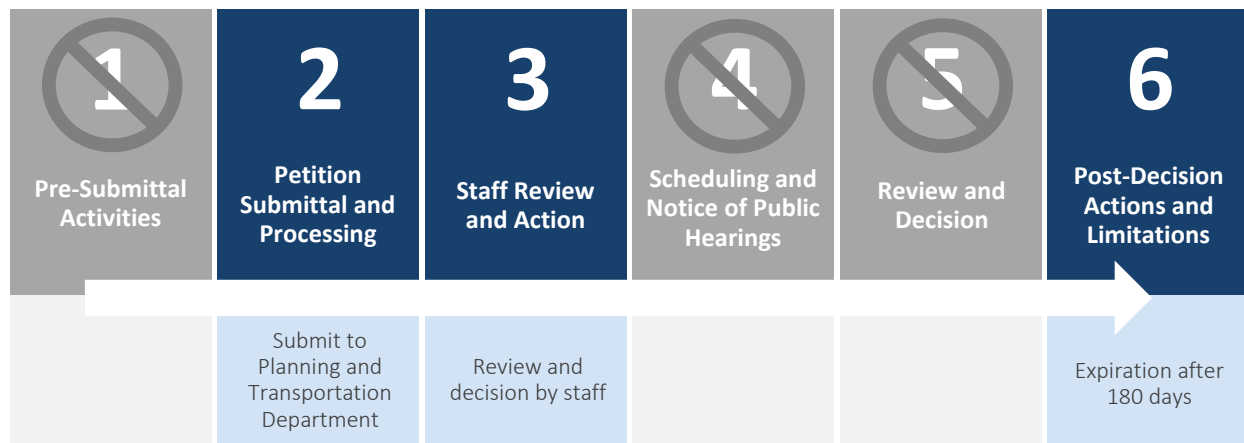 1
Pre-Submittal
Activities
2
Petition
Submittal and
Processing
Submit to
Planning and
Transportation
Department
3
Staff Review
and Action
Review and
decision by staff
4
Scheduling and
Notice of Public
Hearings
5
Review and
Decision
6
Post-Decision
Actions and
Limitations
Expiration after
180 days